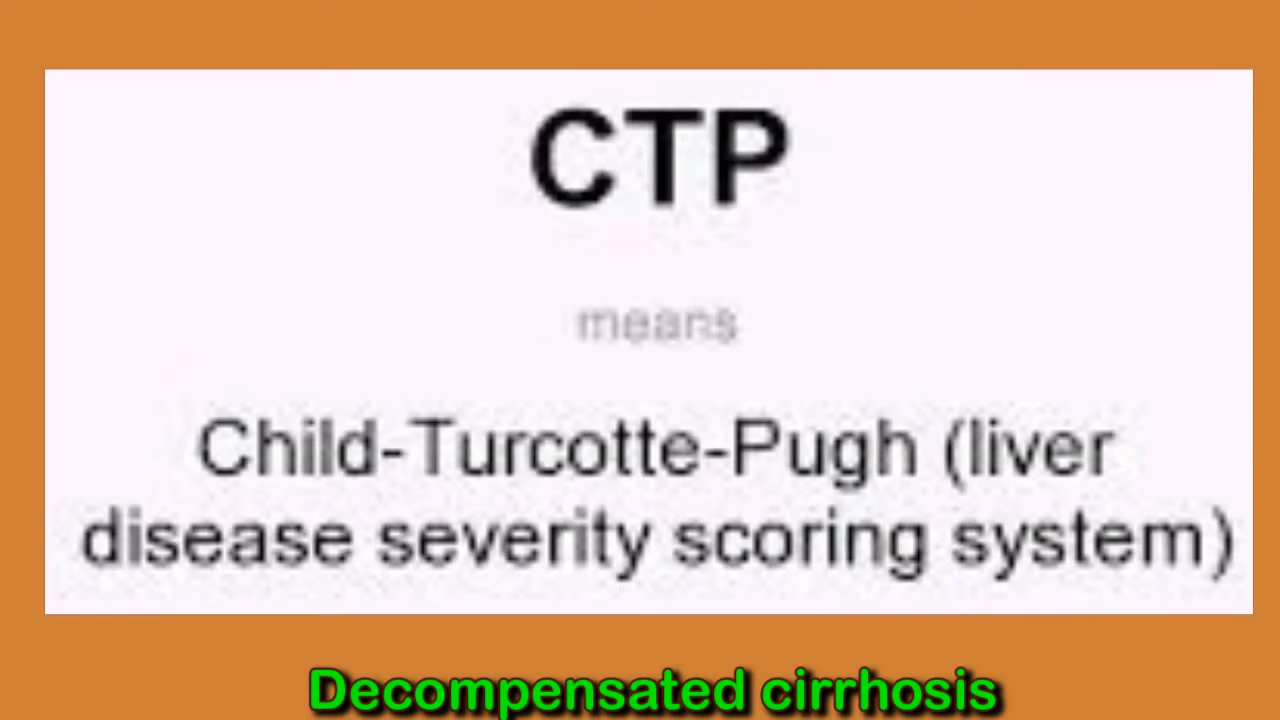 CTP
means
Child-Turcotte-Pugh (liver
disease severity scoring system)
Decompensated cirrhosis